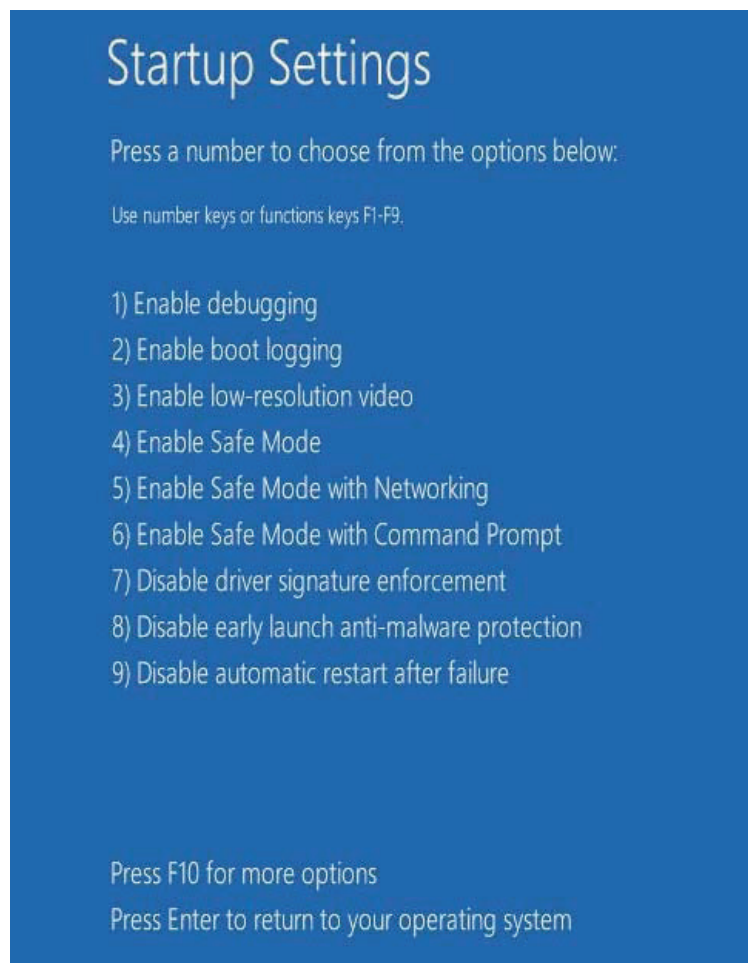 Startup Settings
Press a number to choose from the options below:
Use number keys or functions keys F1-F9.
1) Enable debugging
2) Enable boot logging
3) Enable low-resolution video
4) Enable Safe Mode
5) Enable Safe Mode with Networking
6) Enable Safe Mode with Command Prompt
7) Disable driver signature enforcement
8) Disable early launch anti-malware protection
9) Disable automatic restart after failure
Press F10 for more options
Press Enter to return to your operating system